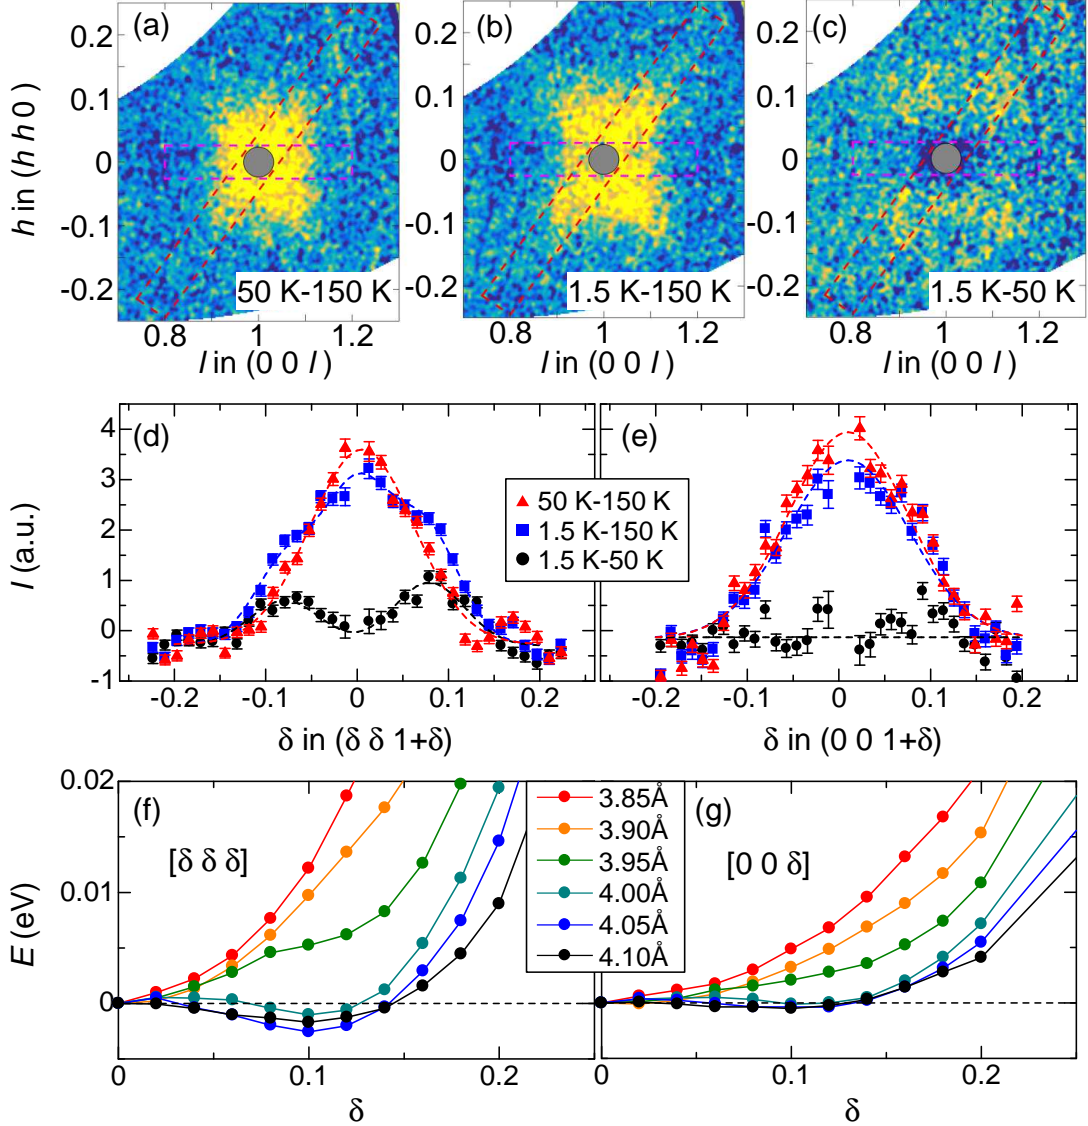 (a)
(b)
(c)
0.2
0.1
0
-0.1
-0.2
h in (h h 0)
50 K-150 K
0.8
1
1.2
l in (0 0 l)
0.2
0.1
0
-0.1
-0.2
1.5 K-150 K
0.8
1
1.2
l in (0 0 l)
0.2
0.1
0
-0.1
-0.2
1.5 K-50 K
0.8
1
1.2
l in (0 0 l)
(d)
4
3
2
1
0
-1
I (a.u.)
-0.2
-0.1
0
0.1
0.2
δ in (δ δ 1+δ)
50 K-150 K
1.5 K-150 K
1.5 K-50 K
(e)
-0.2
-0.1
0
0.1
0.2
δ in (0 0 1+δ)
(f)
[δ δ δ]
0.02
0.01
0
E (eV)
0
0.1
0.2
δ
3.85Å
3.90Å
3.95Å
4.00Å
4.05Å
4.10Å
(g)
[0 0 δ]
0
0.1
0.2
δ